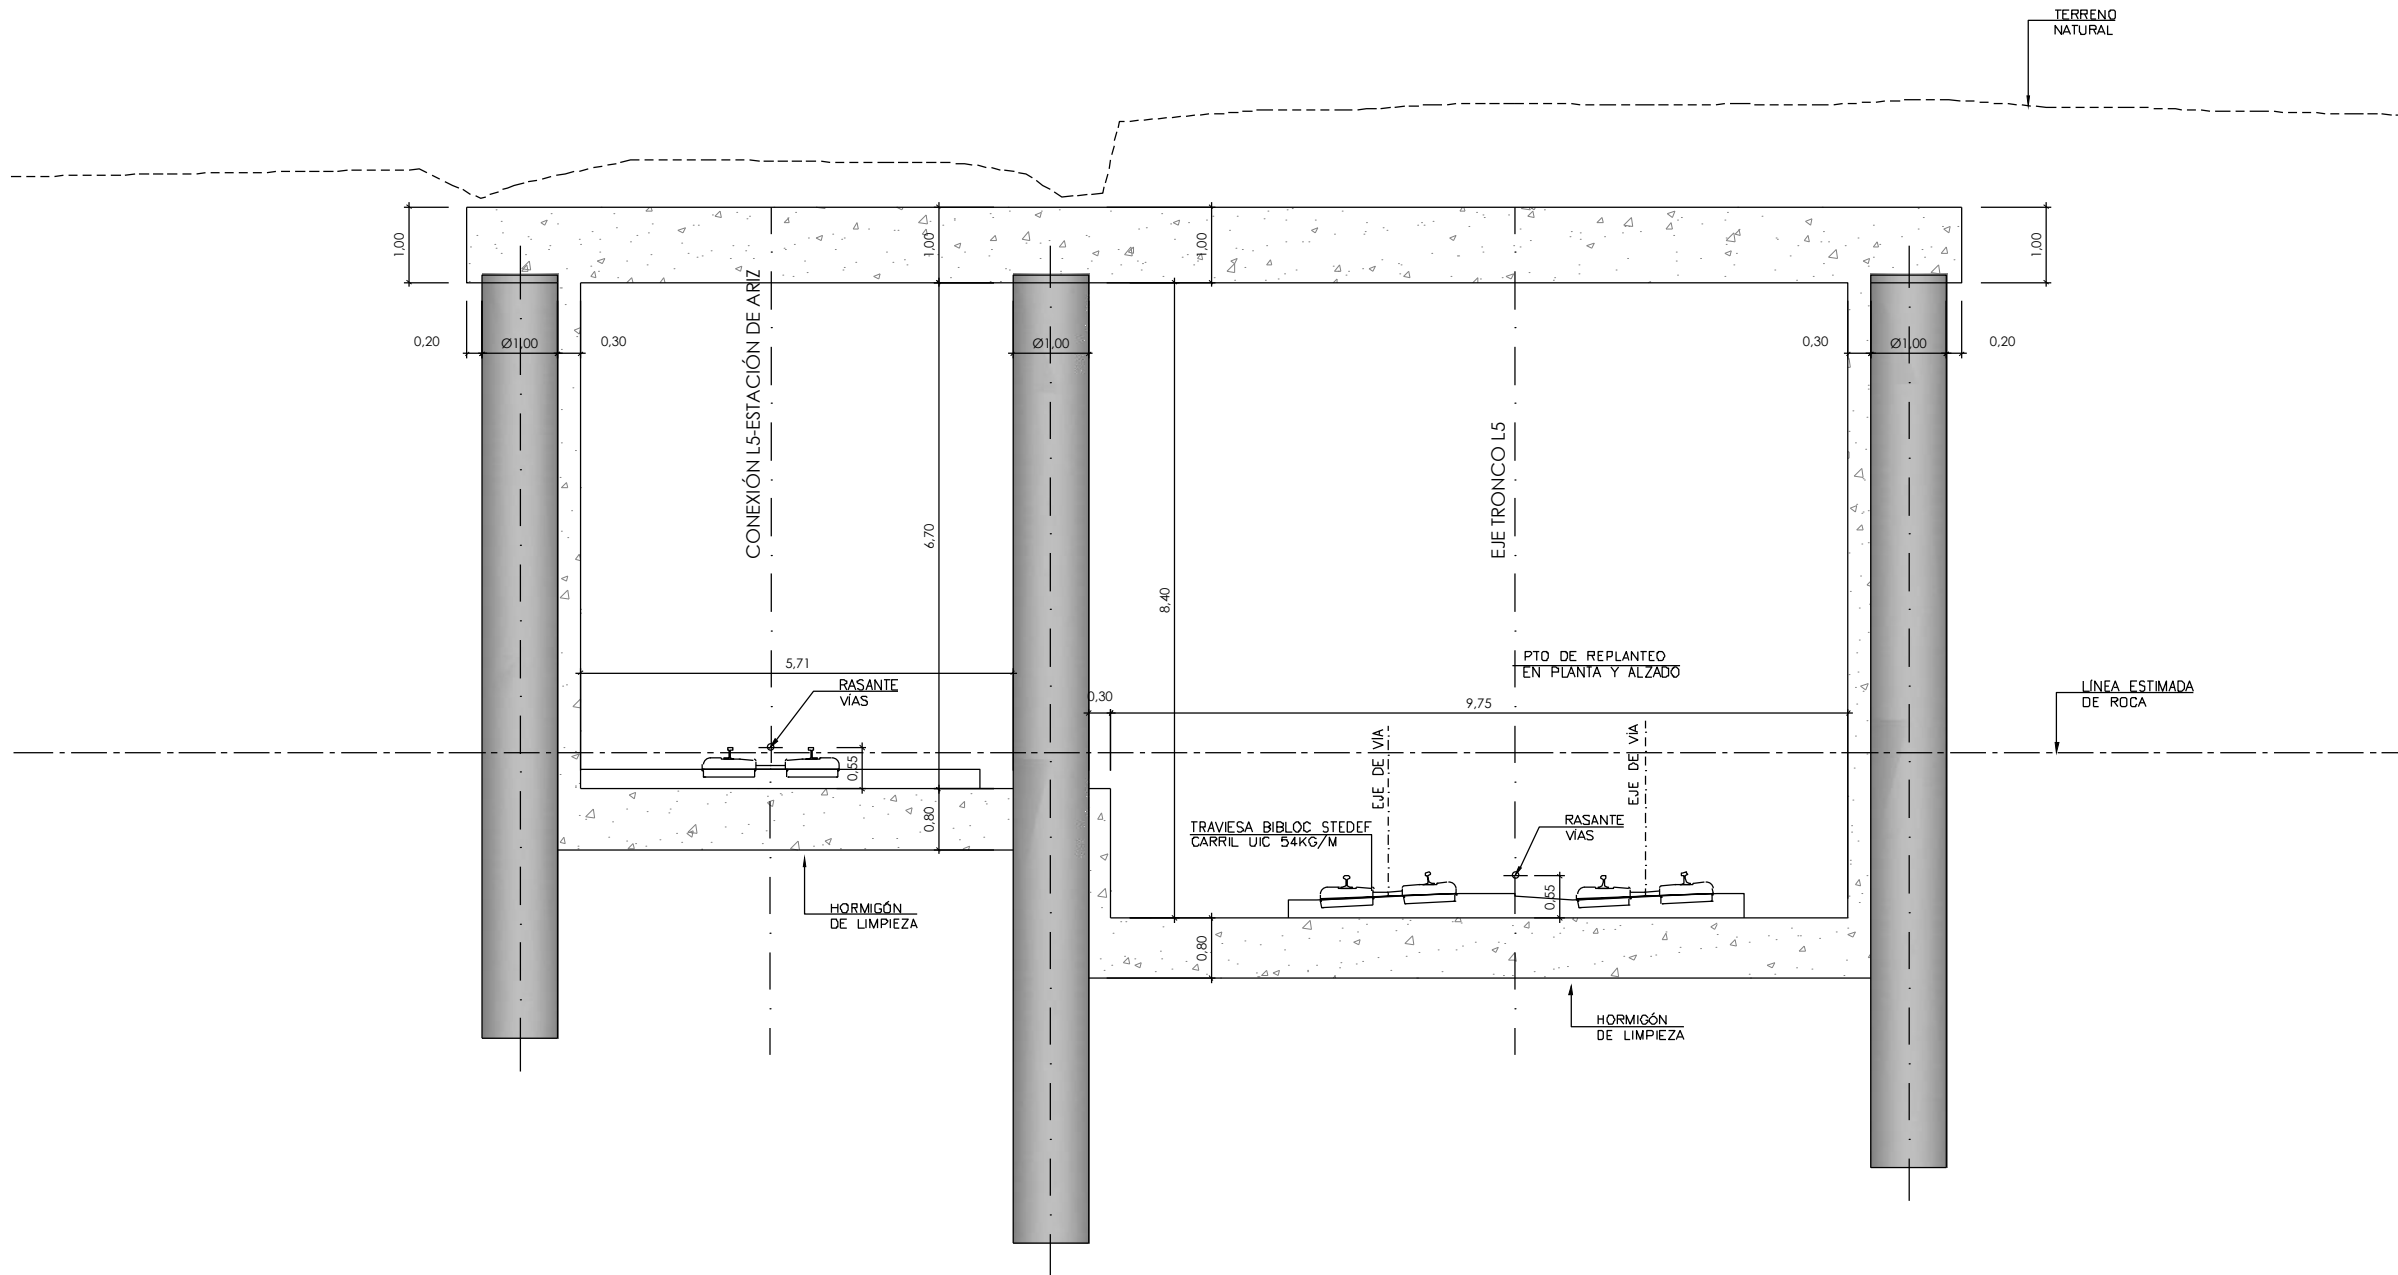 TERRENO
NATURAL
1,00
1,00
1,00
1,00
CONEXIÓN L5-ESTACIÓN DE ARIZ
EJE TRONCO L5
0,20
Ø1,00
0,30
Ø1,00
0,30
Ø1,00
0,20
6,70
8,40
5,71
PTO DE REPLANTEO
EN PLANTA Y ALZADO
RASANTE
VÍAS
0,30
9,75
LÍNEA ESTIMADA
DE ROCA
EJE DE VÍA
EJE DE VÍA
0,55
0,80
TRAVIESA BIBLOC STEDEF
CARRIL UIC 54KG/M
RASANTE
VÍAS
0,55
HORMIGÓN
DE LIMPIEZA
0,80
HORMIGÓN
DE LIMPIEZA